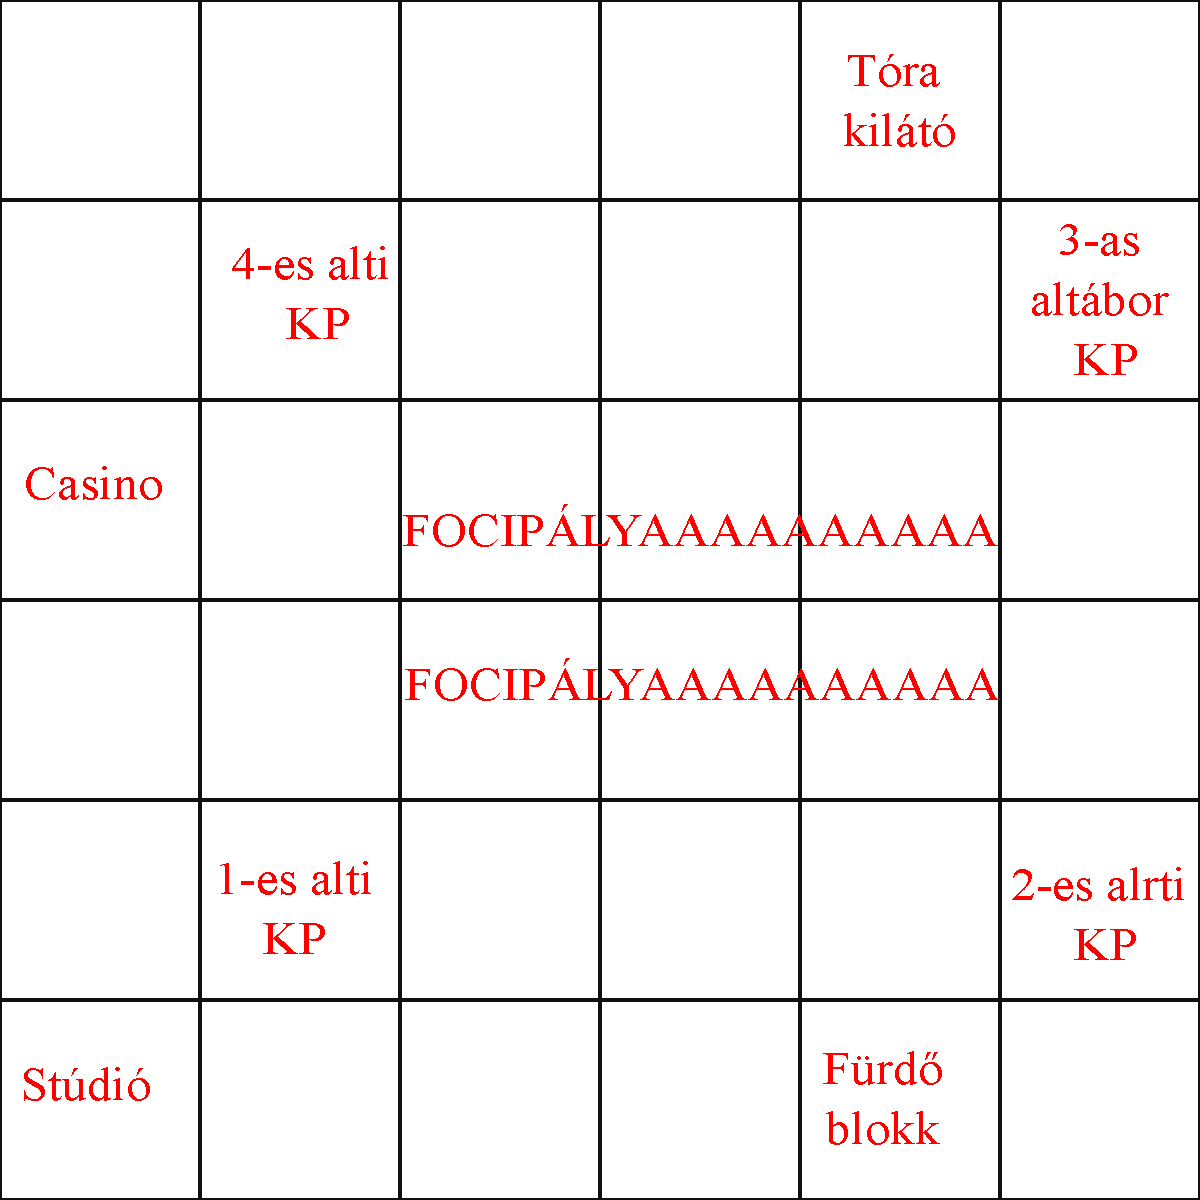 Tóra
kilátó
4-es alti
KP
3-as
altábor
KP
Casino
FOCIPÁLYAAAAAAAAAA
FOCIPÁLYAAAAAAAAAA
1-es alti
KP
2-es alrti
KP
Stúdió
Fürdő
blokk